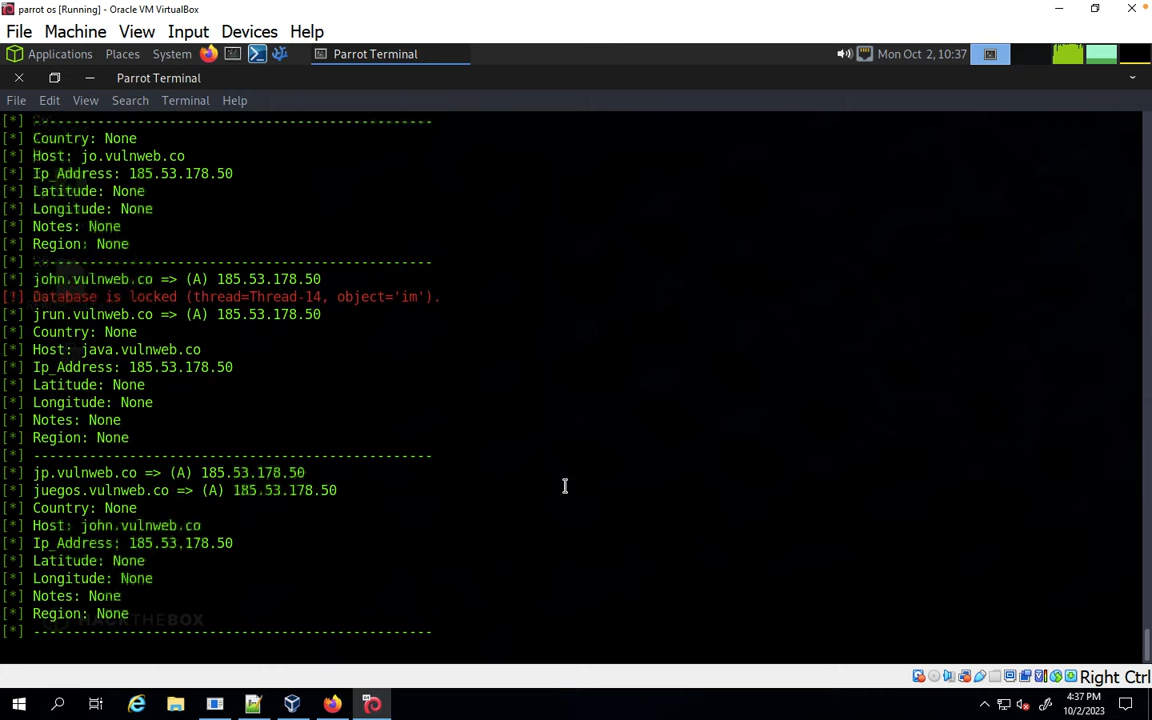 parrot os [Running] - Oracle VM VirtualBox
File Machine View Input Devices Help
Applications Places System Parrot Terminal Mon Oct 2, 10:37
Parrot Terminal
File Edit View Search Terminal Help
[*] --------------------------------------------------
[*] Country: None
[*] Host: jo.vulnweb.co
[*] Ip_Address: 185.53.178.50
[*] Latitude: None
[*] Longitude: None
[*] Notes: None
[*] Region: None
[*] --------------------------------------------------
[*] john.vulnweb.co => (A) 185.53.178.50
[!] Database is locked (thread=Thread-14, object='im').
[*] jrun.vulnweb.co => (A) 185.53.178.50
[*] Country: None
[*] Host: java.vulnweb.co
[*] Ip_Address: 185.53.178.50
[*] Latitude: None
[*] Longitude: None
[*] Notes: None
[*] Region: None
[*] --------------------------------------------------
[*] jp.vulnweb.co => (A) 185.53.178.50
[*] juegos.vulnweb.co => (A) 185.53.178.50
[*] Country: None
[*] Host: john.vulnweb.co
[*] Ip_Address: 185.53.178.50
[*] Latitude: None
[*] Longitude: None
[*] Notes: None
[*] Region: None
HACKTHEBOX
[*] --------------------------------------------------
Right Ctrl
4:37 PM
10/2/2023